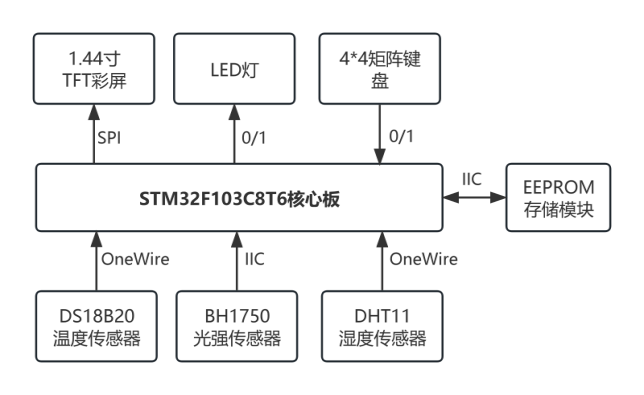 1.44寸
TFT彩屏
LED灯
4*4矩阵键
盘
SPI
0/1
0/1
STM32F103C8T6核心板
IIC
EEPROM
存储模块
OneWire
IIC
OneWire
DS18B20
温度传感器
BH1750
光强传感器
DHT11
湿度传感器